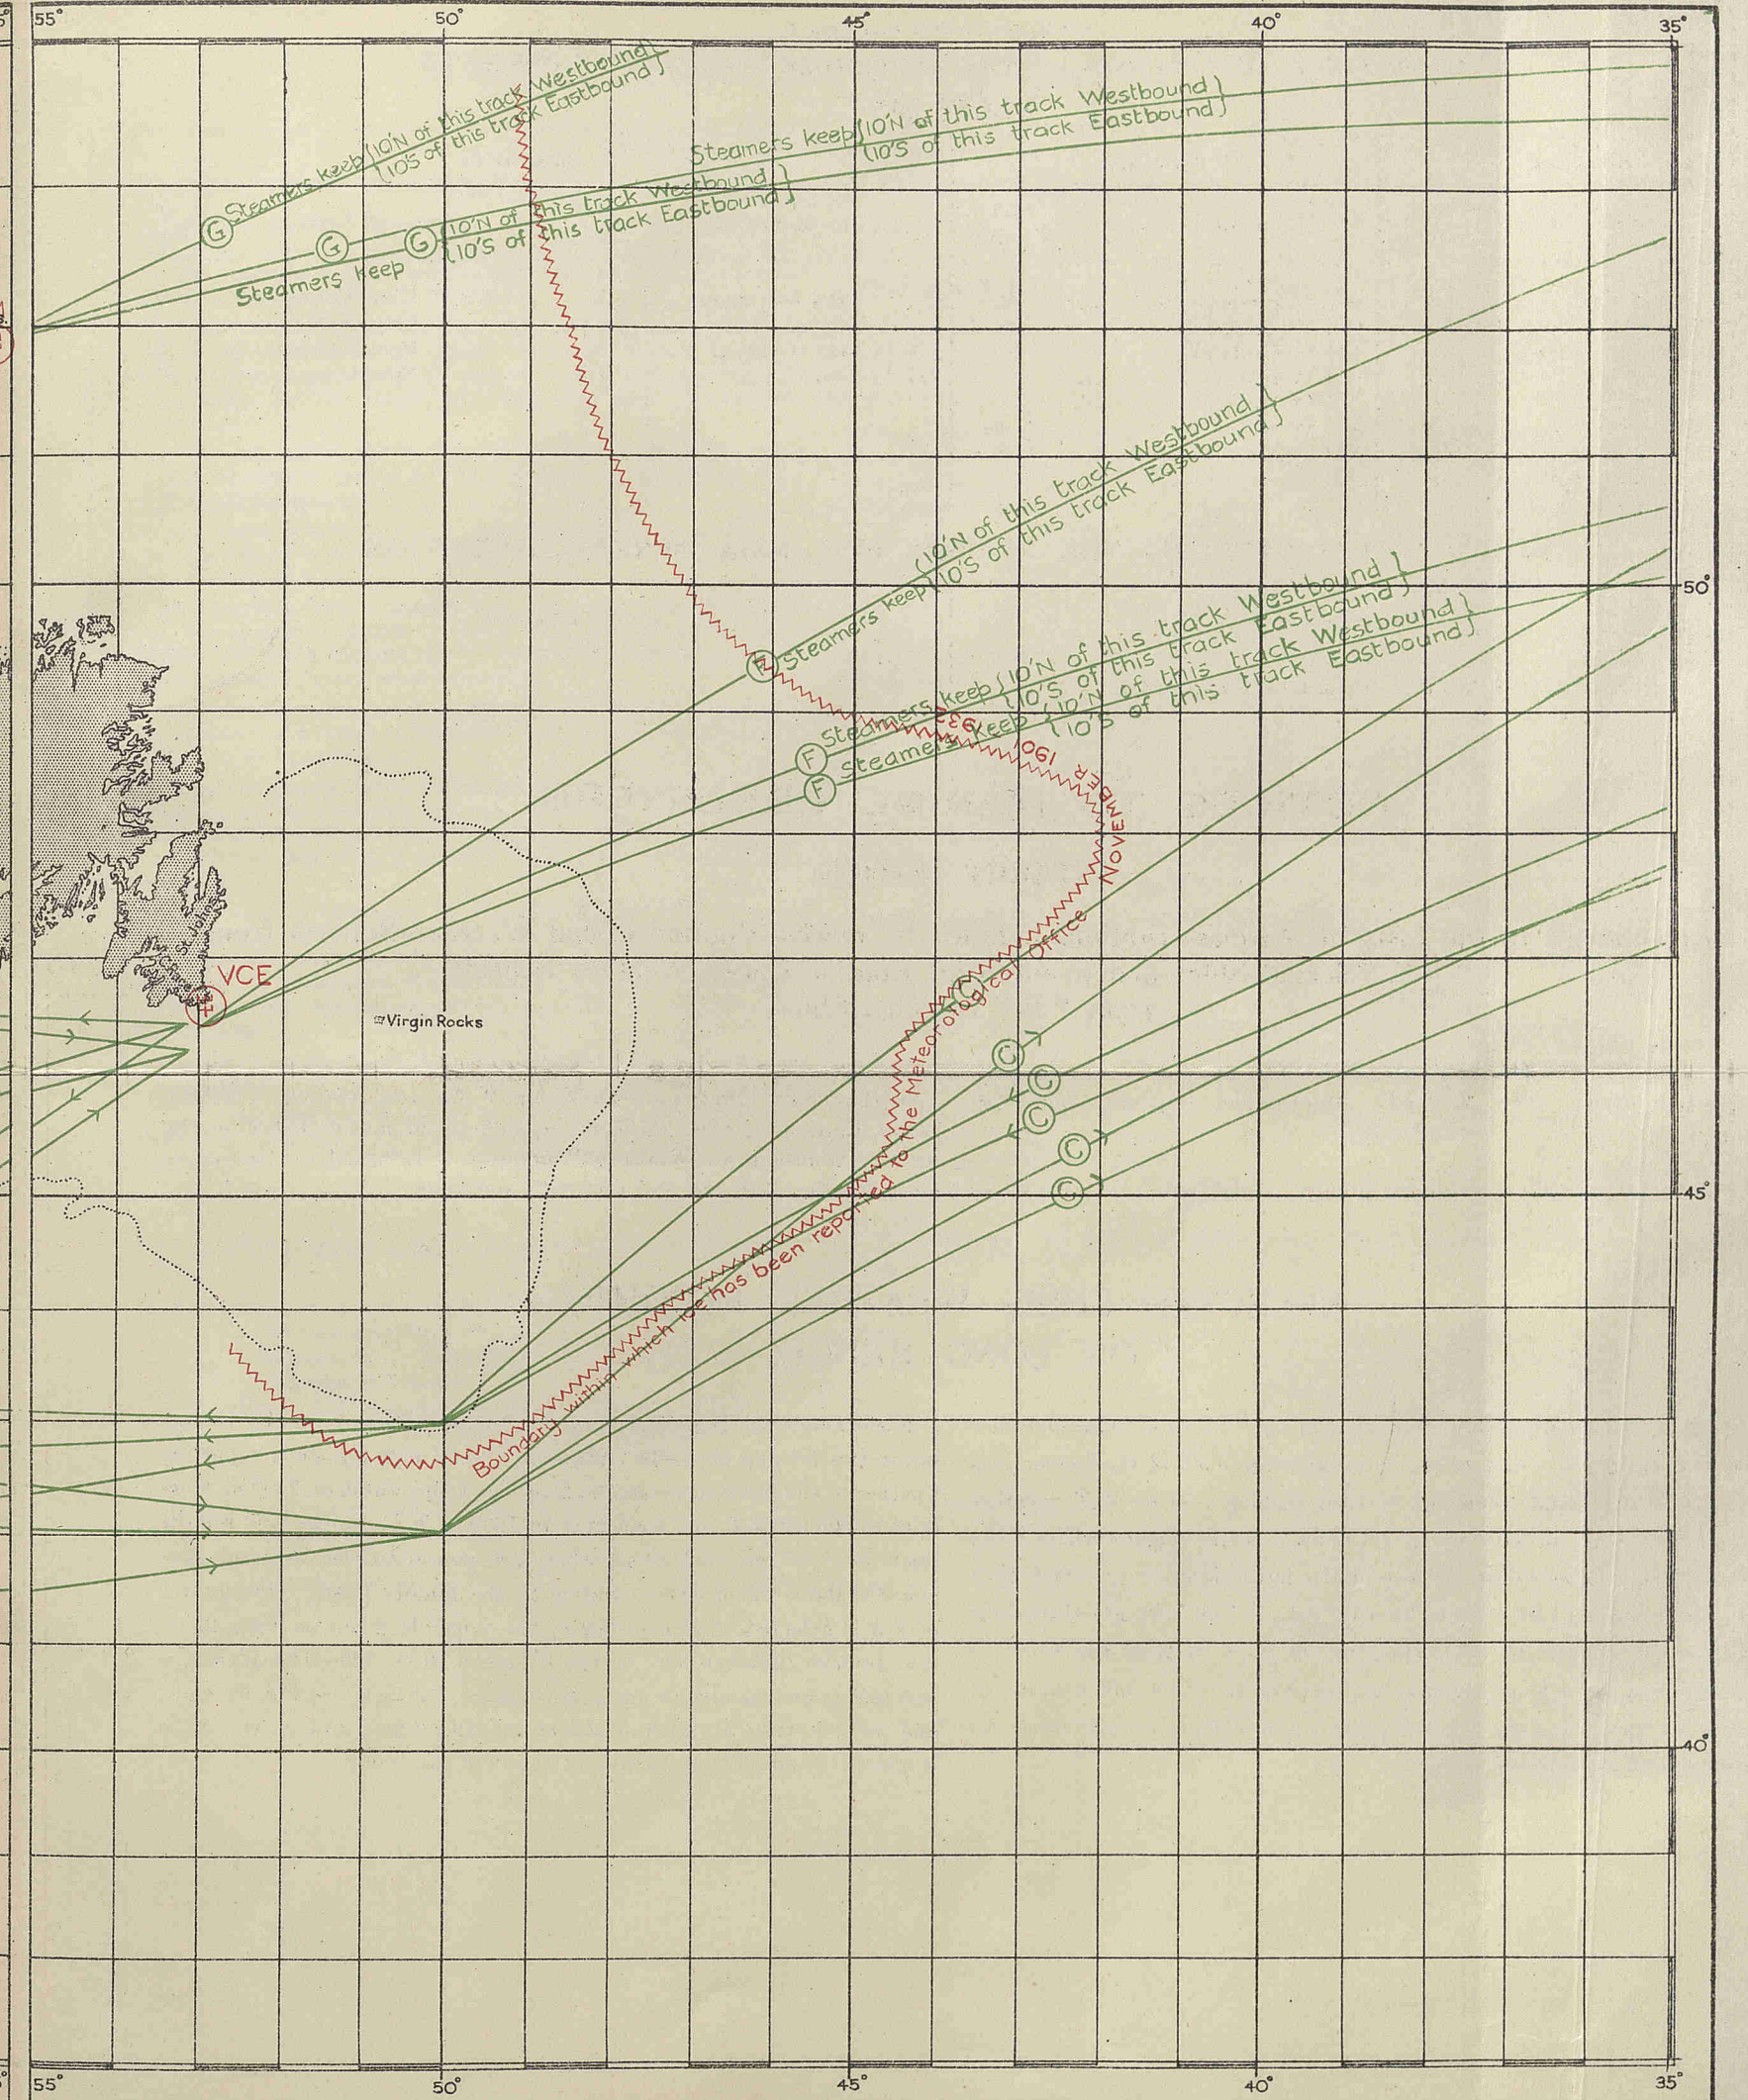 55°
50°
45°
40°
35°
Steamers keep
10'N of this track Westbound
10'S of this track Eastbound
Steamers keep
10'N of this track Westbound
10'S of this track Eastbound
G
G
G
10'N of this track Westbound
10'S of this track Eastbound
Steamers keep
10'N of this track Westbound
10'S of this track Eastbound
Steamers keep
F
50°
Steamers keep
10'N of this track Westbound
10'S of this track Eastbound
Steamers keep
10'N of this track Westbound
10'S of this track Eastbound
F
F
NOVEMBER 1901
St. John's
VCE
Virgin Rocks
C
C
C
C
C
C
45°
Boundary within which ice has been reported to the Meteorological Office
40°
55°
50°
45°
40°
35°